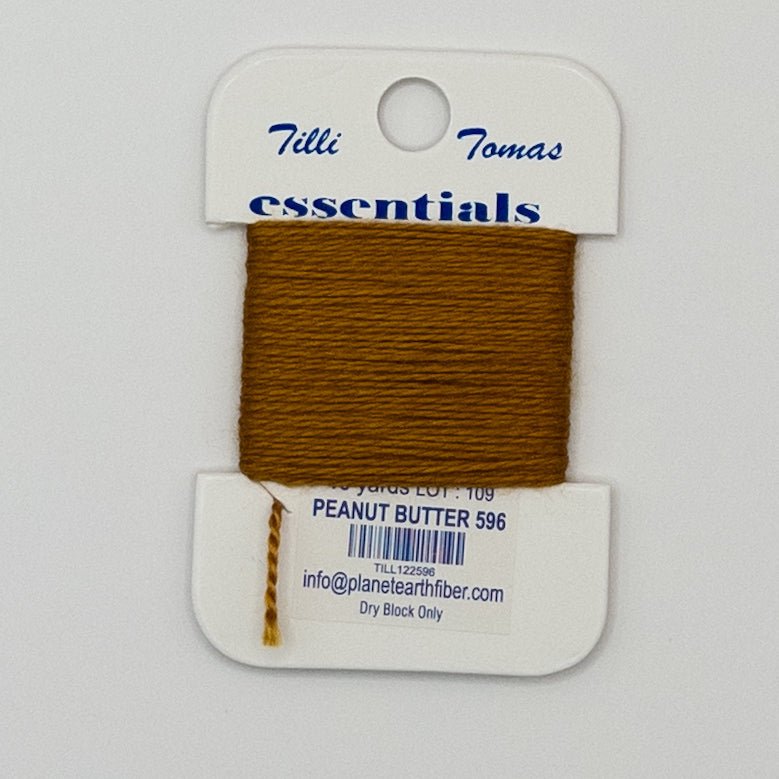 Tilli Tomas
essentials
yards LOT : 109
PEANUT BUTTER 596
TILL122596
info@planetearthfiber.com
Dry Block Only